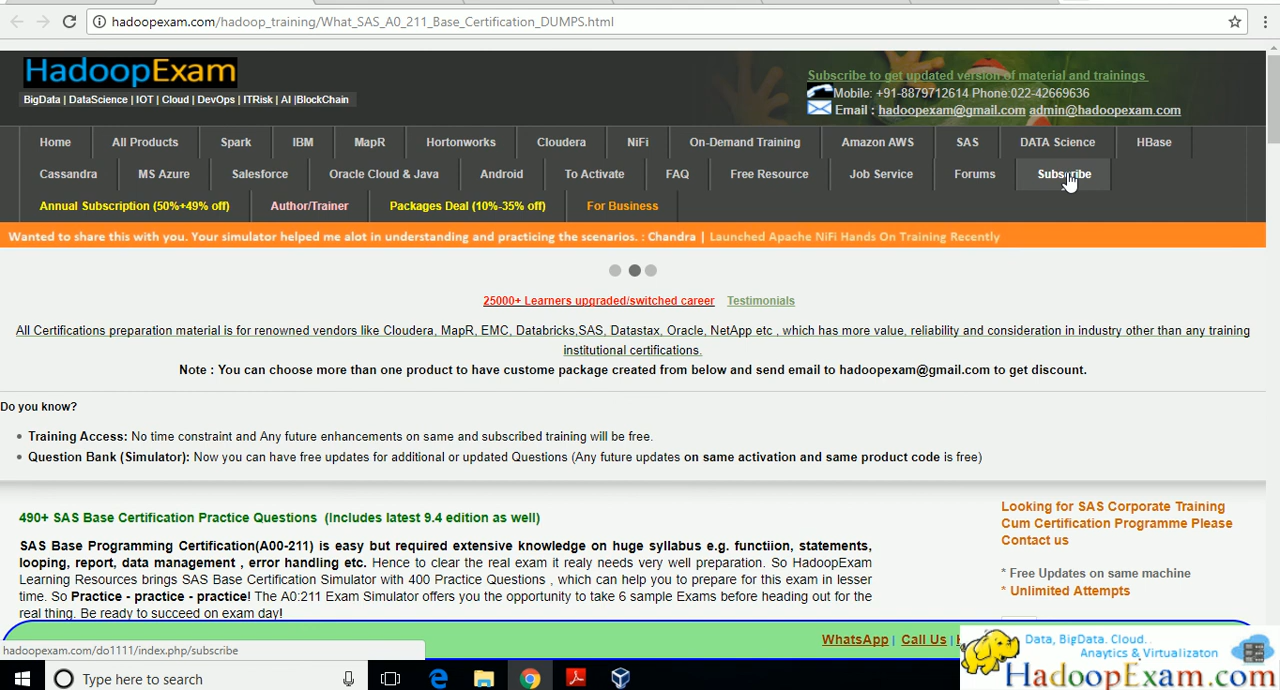 hadoopexam.com/hadoop_training/What_SAS_A0_211_Base_Certification_DUMPS.html
HadoopExam
BigData | DataScience | IOT | Cloud | DevOps | ITRisk | AI |BlockChain
Subscribe to get updated version of material and trainings
Mobile: +91-8879712614 Phone:022-42669636
Email : hadoopexam@gmail.com admin@hadoopexam.com
Home All Products Spark IBM MapR Hortonworks Cloudera NiFi On-Demand Training Amazon AWS SAS DATA Science HBase
Cassandra MS Azure Salesforce Oracle Cloud & Java Android To Activate FAQ Free Resource Job Service Forums Subscribe
Annual Subscription (50%+49% off) Author/Trainer Packages Deal (10%-35% off) For Business
Wanted to share this with you. Your simulator helped me alot in understanding and practicing the scenarios. : Chandra | Launched Apache NiFi Hands On Training Recently
25000+ Learners upgraded/switched career Testimonials
All Certifications preparation material is for renowned vendors like Cloudera, MapR, EMC, Databricks,SAS, Datastax, Oracle, NetApp etc , which has more value, reliability and consideration in industry other than any training
institutional certifications.
Note : You can choose more than one product to have custome package created from below and send email to hadoopexam@gmail.com to get discount.
Do you know?
Training Access: No time constraint and Any future enhancements on same and subscribed training will be free.
Question Bank (Simulator): Now you can have free updates for additional or updated Questions (Any future updates on same activation and same product code is free)
490+ SAS Base Certification Practice Questions (Includes latest 9.4 edition as well)
SAS Base Programming Certification(A00-211) is easy but required extensive knowledge on huge syllabus e.g. functiion, statements,
looping, report, data management , error handling etc. Hence to clear the real exam it realy needs very well preparation. So HadoopExam
Learning Resources brings SAS Base Certification Simulator with 400 Practice Questions , which can help you to prepare for this exam in lesser
time. So Practice - practice - practice! The A0:211 Exam Simulator offers you the opportunity to take 6 sample Exams before heading out for the
real thing. Be ready to succeed on exam day!
Looking for SAS Corporate Training
Cum Certification Programme Please
Contact us
* Free Updates on same machine
* Unlimited Attempts
WhatsApp | Call Us |
hadoopexam.com/do1111/index.php/subscribe
Data, BigData. Cloud..
Anaytics & Virtualizaton
HadoopExam.com
Type here to search